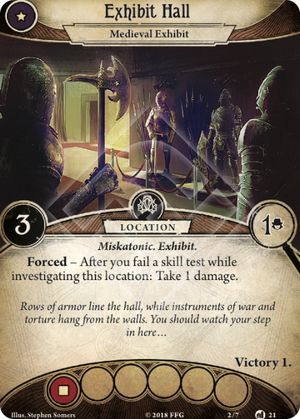 Exhibit Hall
Medieval Exhibit
3
LOCATION
1
Miskatonic. Exhibit.
Forced – After you fail a skill test while
investigating this location: Take 1 damage.
Rows of armor line the hall, while instruments of war and
torture hang from the walls. You should watch your step
in here…
Victory 1.
Illus. Stephen Somers
© 2018 FFG
2/7
21